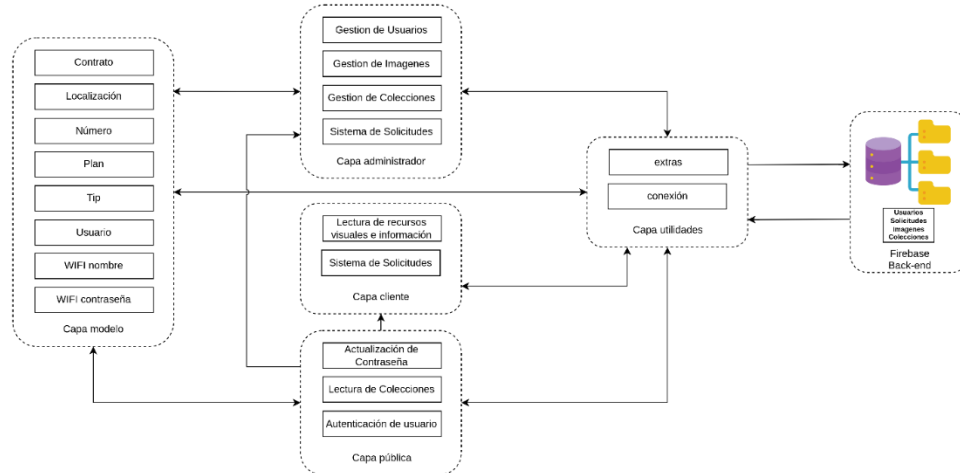 Contrato
Localización
Número
Plan
Tip
Usuario
WIFI nombre
WIFI contraseña
Capa modelo
Gestion de Usuarios
Gestion de Imagenes
Gestion de Colecciones
Sistema de Solicitudes
Capa administrador
Lectura de recursos
visuales e información
Sistema de Solicitudes
Capa cliente
Actualización de
Contraseña
Lectura de Colecciones
Autenticación de usuario
Capa pública
extras
conexión
Capa utilidades
Usuarios
Solicitudes
Imagenes
Colecciones
Firebase
Back-end